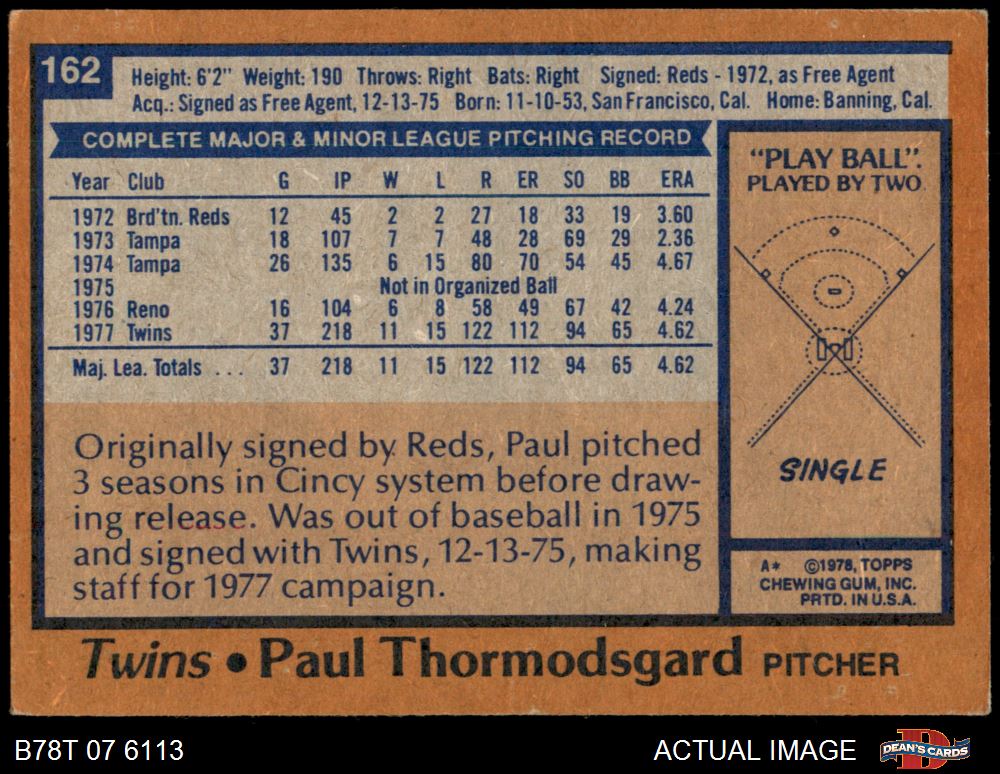 162
Height: 6'2" Weight: 190 Throws: Right Bats: Right Signed: Reds - 1972, as Free Agent
Acq.: Signed as Free Agent, 12-13-75 Born: 11-10-53, San Francisco, Cal. Home: Banning, Cal.
COMPLETE MAJOR & MINOR LEAGUE PITCHING RECORD
Year Club G IP W L R ER SO BB ERA
1972 Brd'tn. Reds 12 45 2 2 27 18 33 19 3.60
1973 Tampa 18 107 7 7 48 28 69 29 2.36
1974 Tampa 26 135 6 15 80 70 54 45 4.67
1975 Not in Organized Ball
1976 Reno 16 104 6 8 58 49 67 42 4.24
1977 Twins 37 218 11 15 122 112 94 65 4.62
Maj. Lea. Totals ... 37 218 11 15 122 112 94 65 4.62
Originally signed by Reds, Paul pitched
3 seasons in Cincy system before draw-
ing release. Was out of baseball in 1975
and signed with Twins, 12-13-75, making
staff for 1977 campaign.
"PLAY BALL".
PLAYED BY TWO
SINGLE
A* ©1978, TOPPS
CHEWING GUM, INC.
PRTD. IN U.S.A.
Twins • Paul Thormodsgard PITCHER
B78T 07 6113 ACTUAL IMAGE DEAN'S CARDS